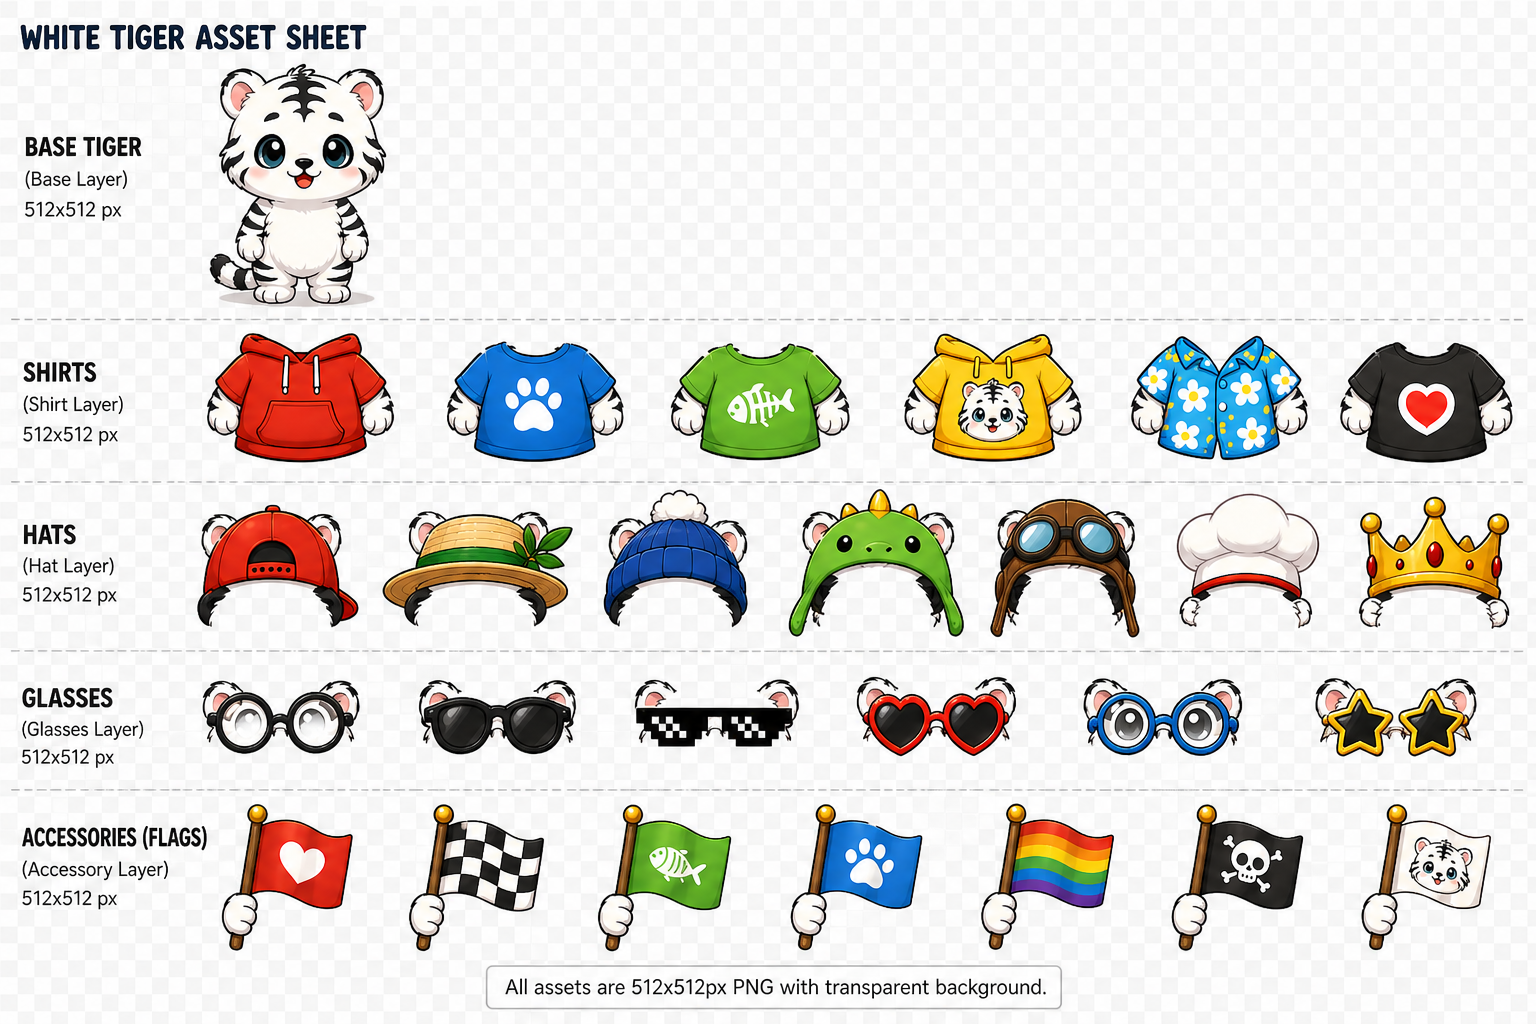 WHITE TIGER ASSET SHEET
BASE TIGER
(Base Layer)
512x512 px
SHIRTS
(Shirt Layer)
512x512 px
HATS
(Hat Layer)
512x512 px
GLASSES
(Glasses Layer)
512x512 px
ACCESSORIES (FLAGS)
(Accessory Layer)
512x512 px
All assets are 512x512px PNG with transparent background.